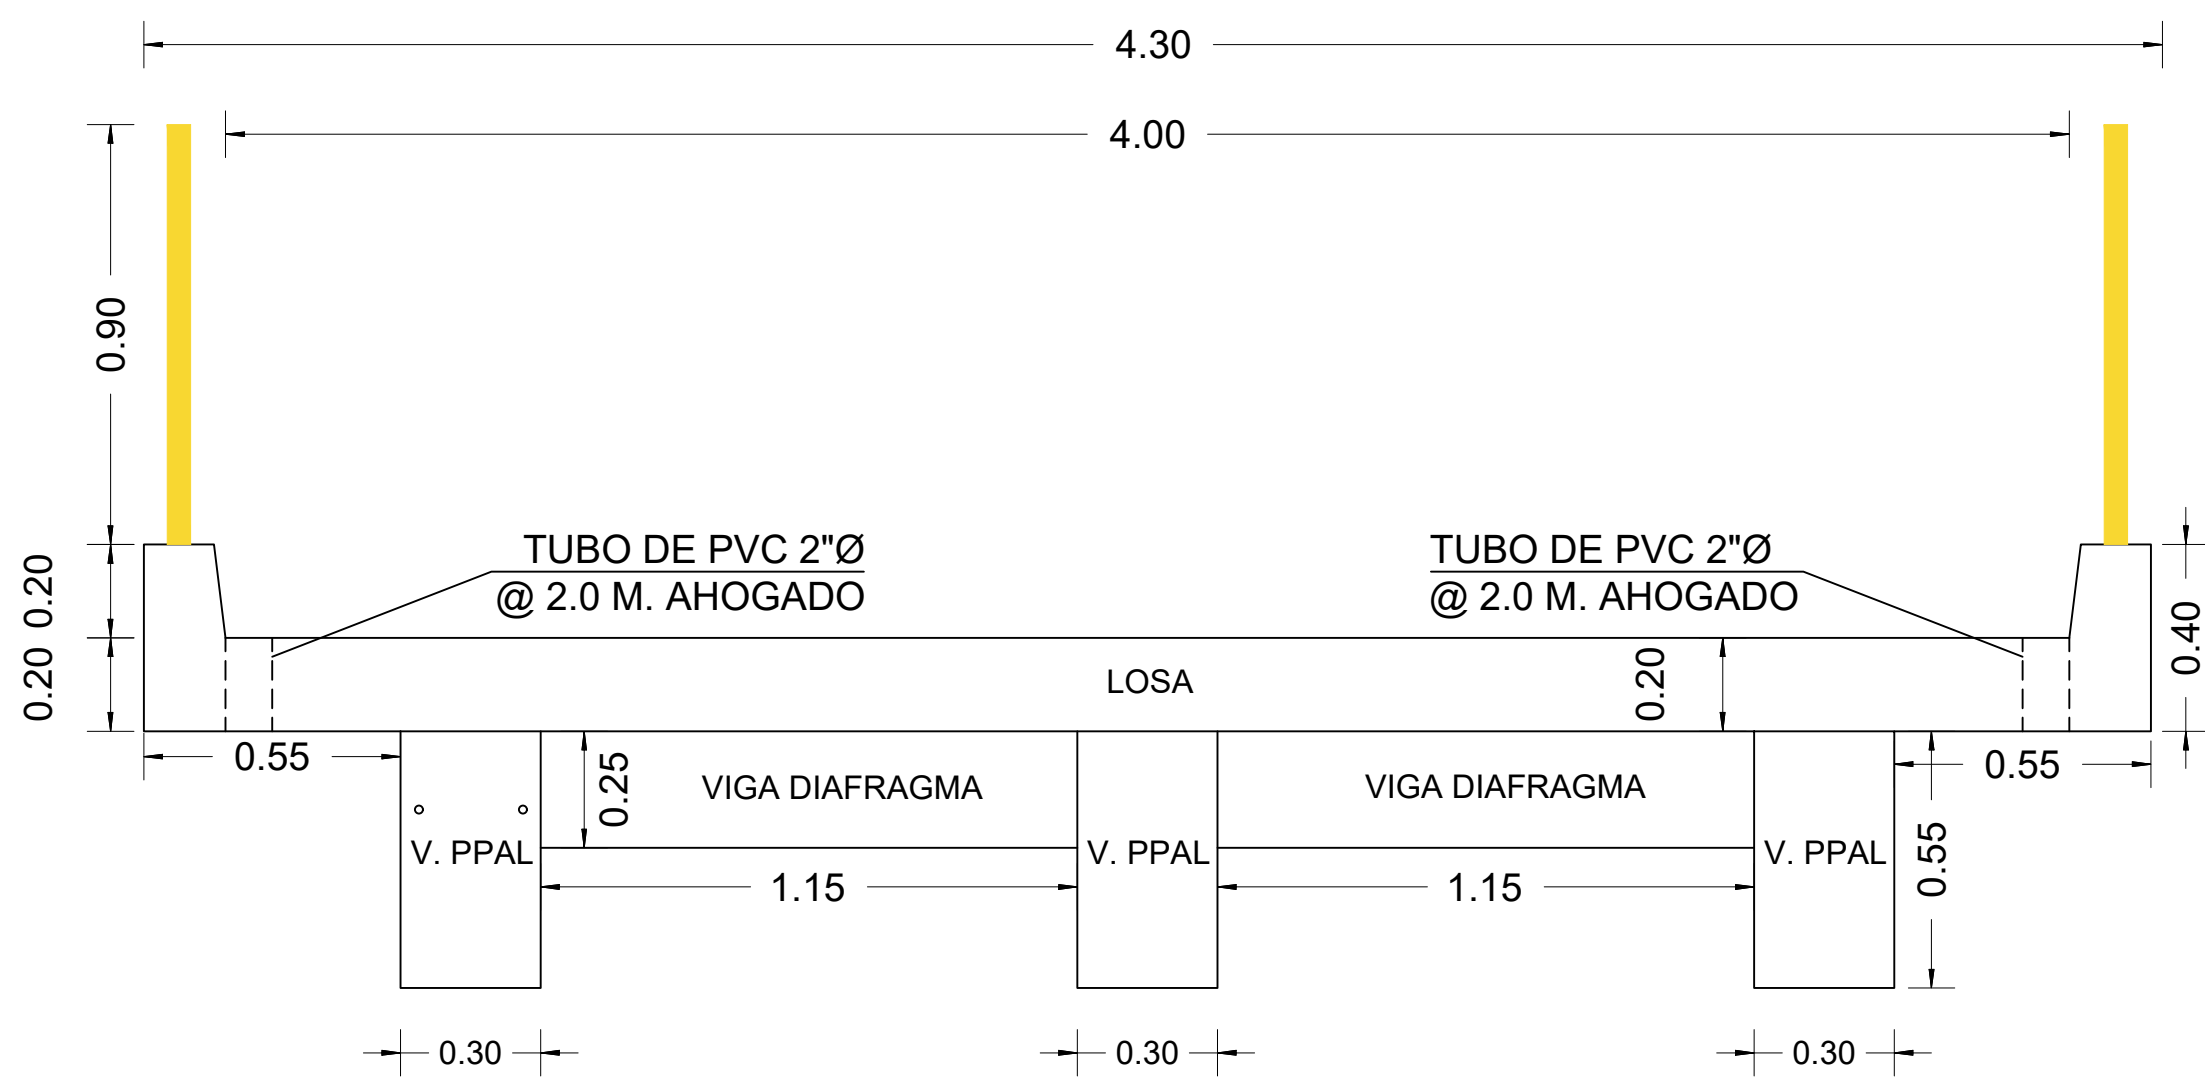 4.30
4.00
0.90
TUBO DE PVC 2"Ø
@ 2.0 M. AHOGADO
TUBO DE PVC 2"Ø
@ 2.0 M. AHOGADO
0.20
0.20
LOSA
0.20
0.40
0.55
0.25
VIGA DIAFRAGMA
VIGA DIAFRAGMA
0.55
V. PPAL
V. PPAL
V. PPAL
0.55
1.15
1.15
0.30
0.30
0.30